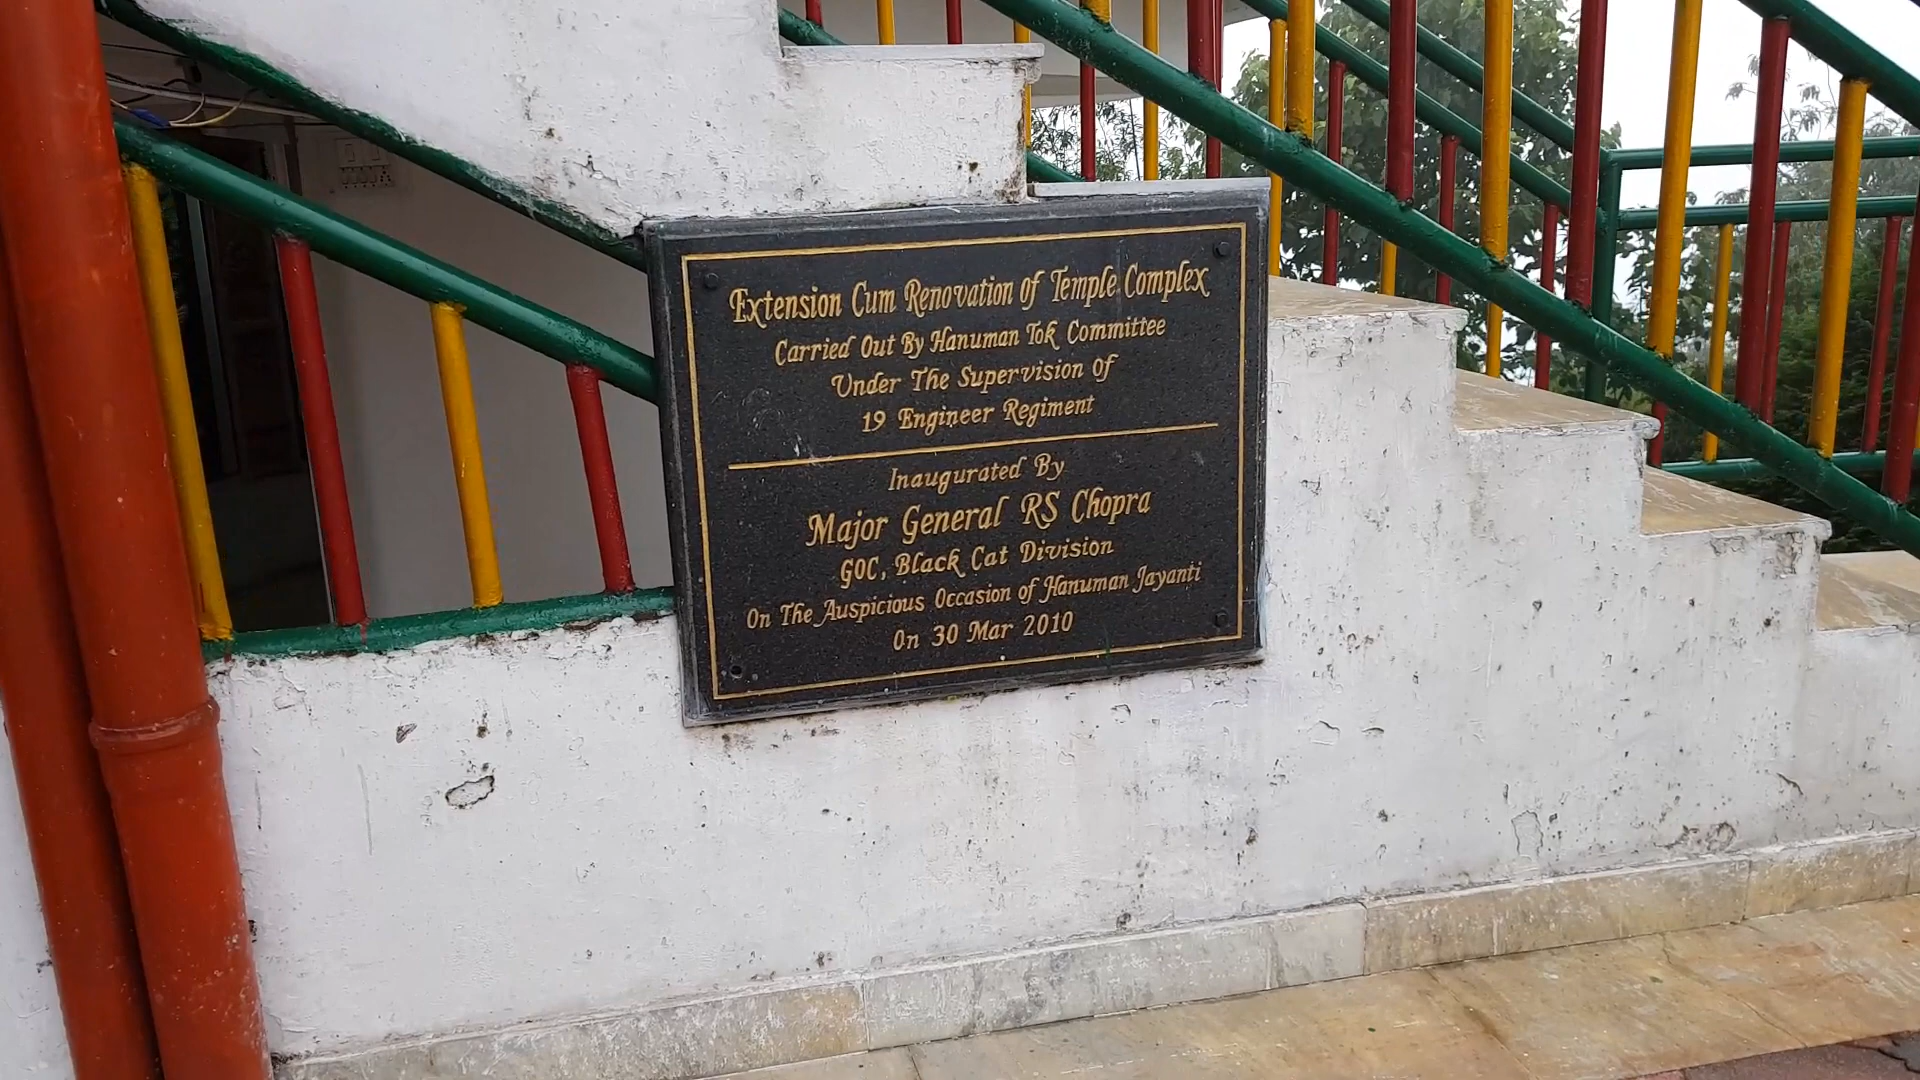 Extension Cum Renovation of Temple Complex
Carried Out By Hanuman Tok Committee
Under The Supervision Of
19 Engineer Regiment
Inaugurated By
Major General RS Chopra
GOC, Black Cat Division
On The Auspicious Occasion of Hanuman Jayanti
On 30 Mar 2010